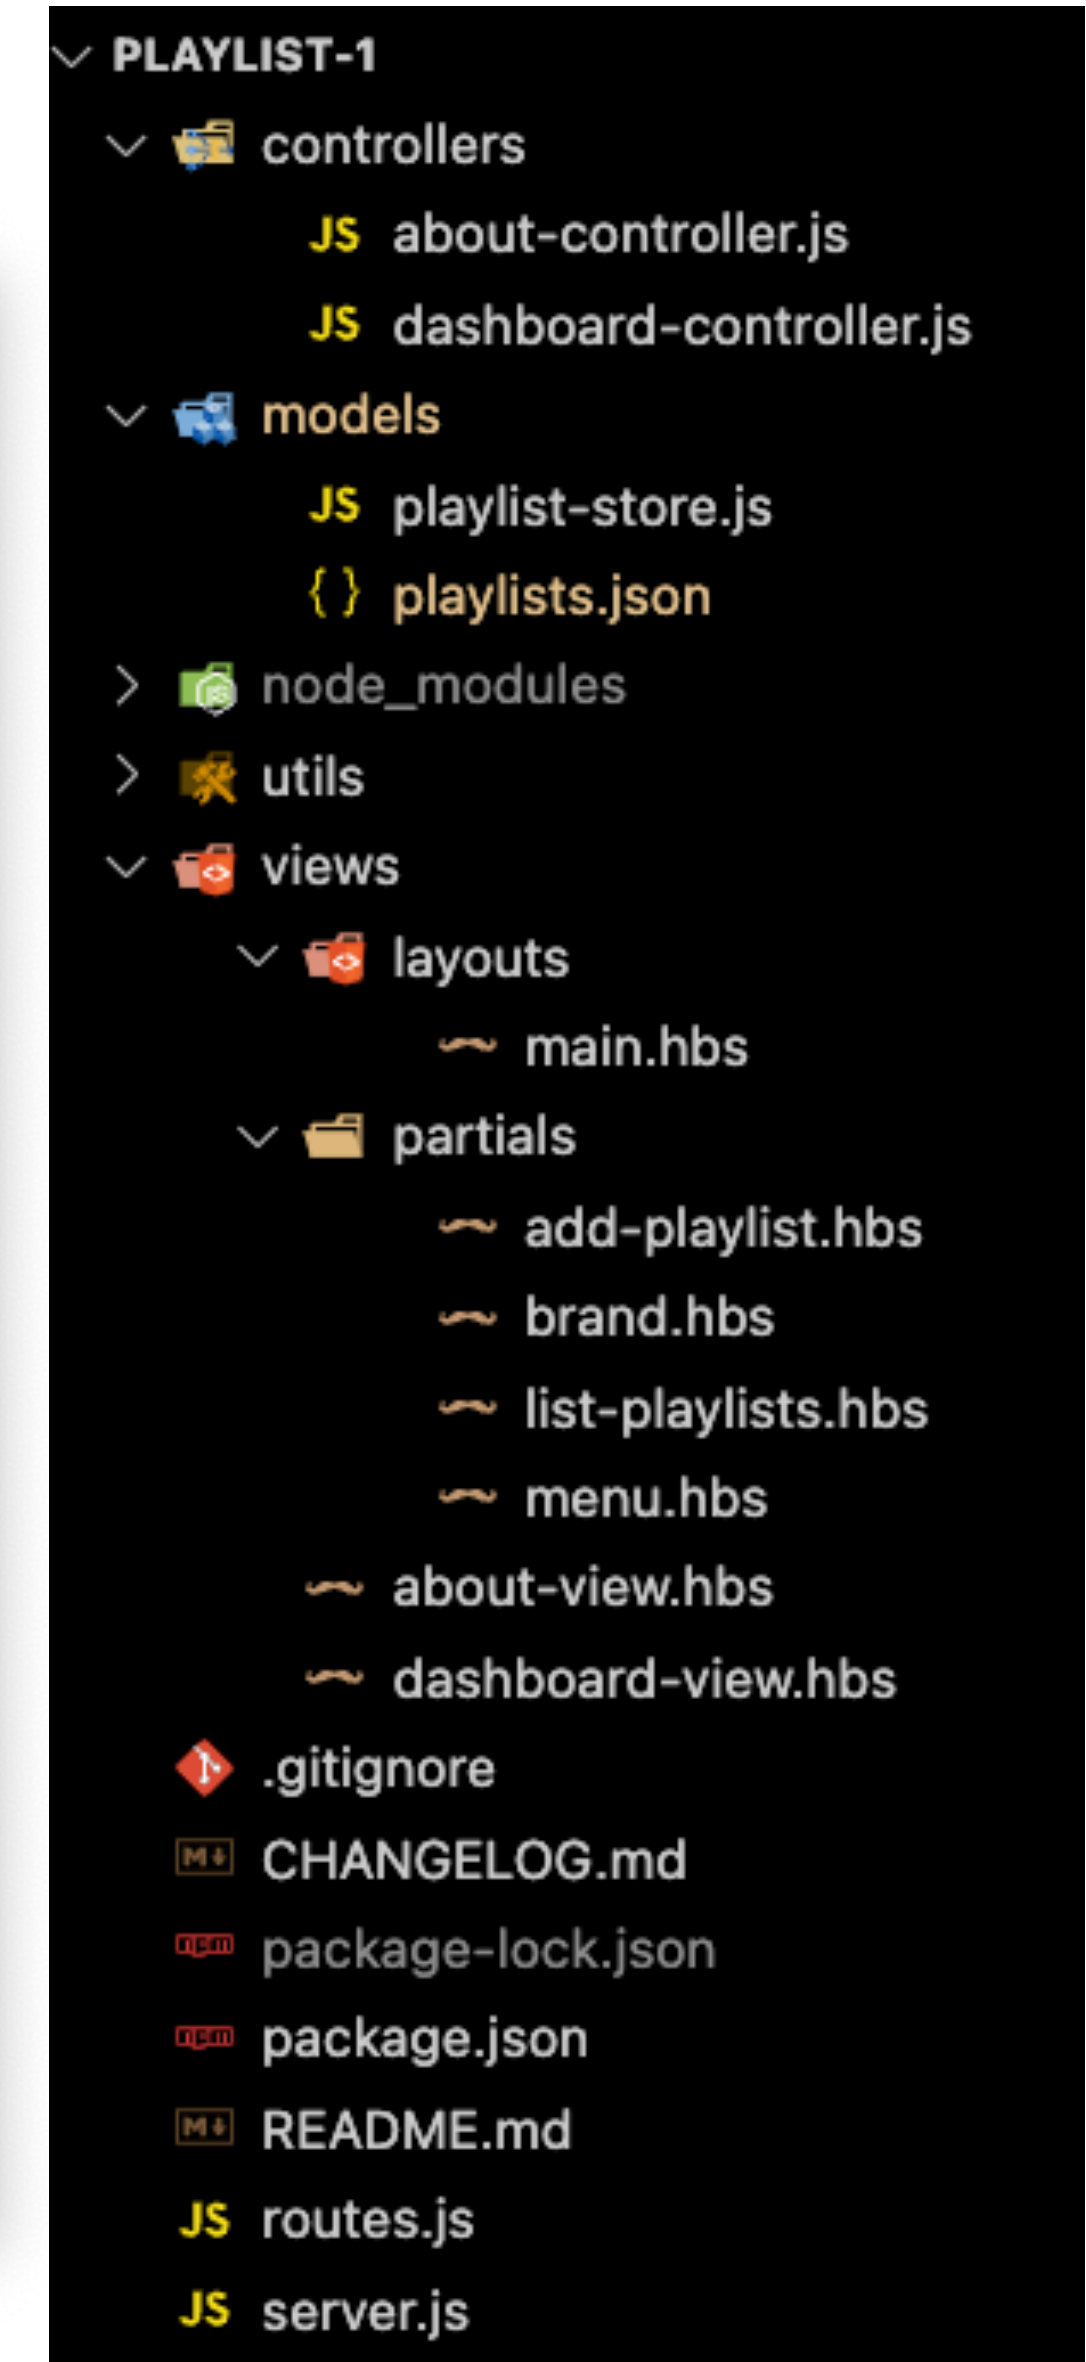 PLAYLIST-1
controllers
JS about-controller.js
JS dashboard-controller.js
models
JS playlist-store.js
{} playlists.json
node_modules
utils
views
layouts
main.hbs
partials
add-playlist.hbs
brand.hbs
list-playlists.hbs
menu.hbs
about-view.hbs
dashboard-view.hbs
.gitignore
M CHANGELOG.md
npm package-lock.json
npm package.json
M README.md
JS routes.js
JS server.js